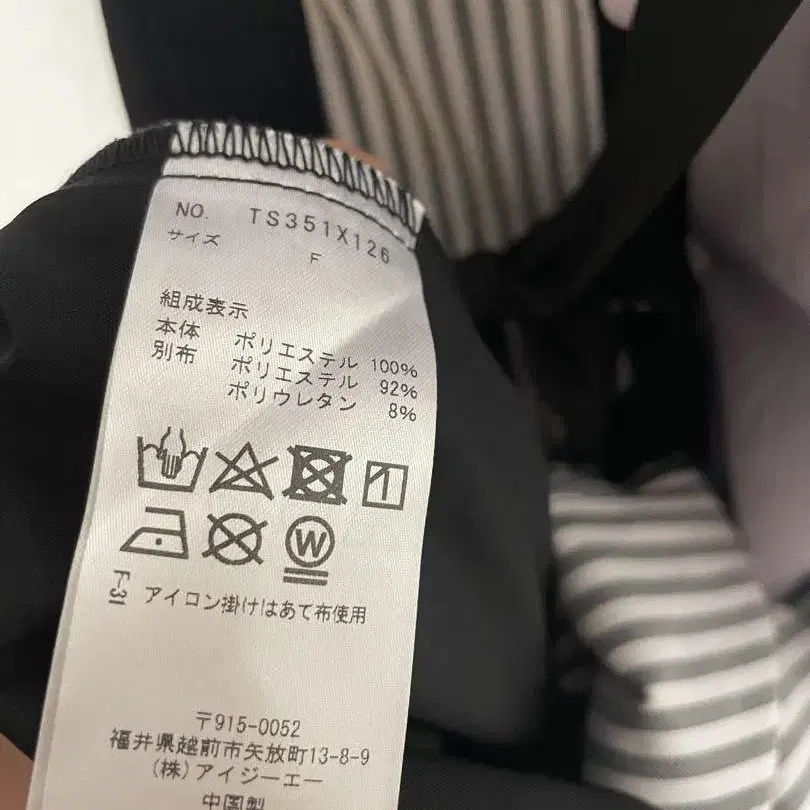 NO. TS351X126
サイズ F
組成表示
本体 ポリエステル 100%
別布 ポリエステル 92%
ポリウレタン 8%
W
F-31 アイロン掛けはあて布使用
〒915-0052
福井県越前市矢放町13-8-9
(株)アイジーエー
中国製